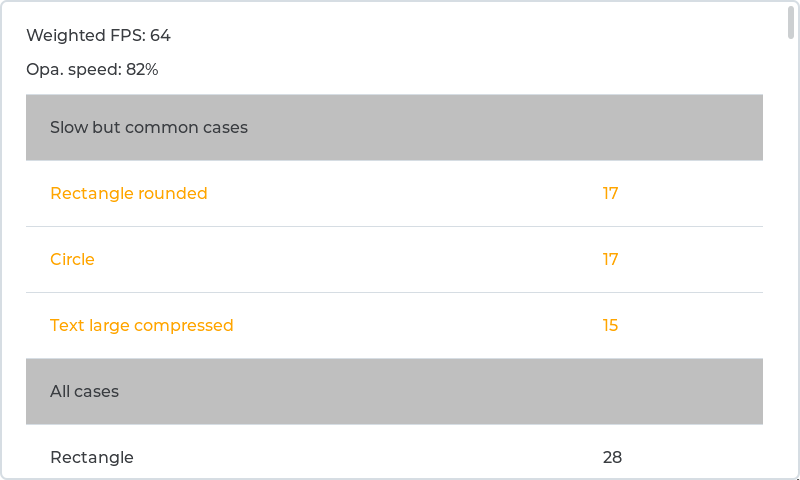 Weighted FPS: 64
Opa. speed: 82%
Slow but common cases
Rectangle rounded 17
Circle 17
Text large compressed 15
All cases
Rectangle 28